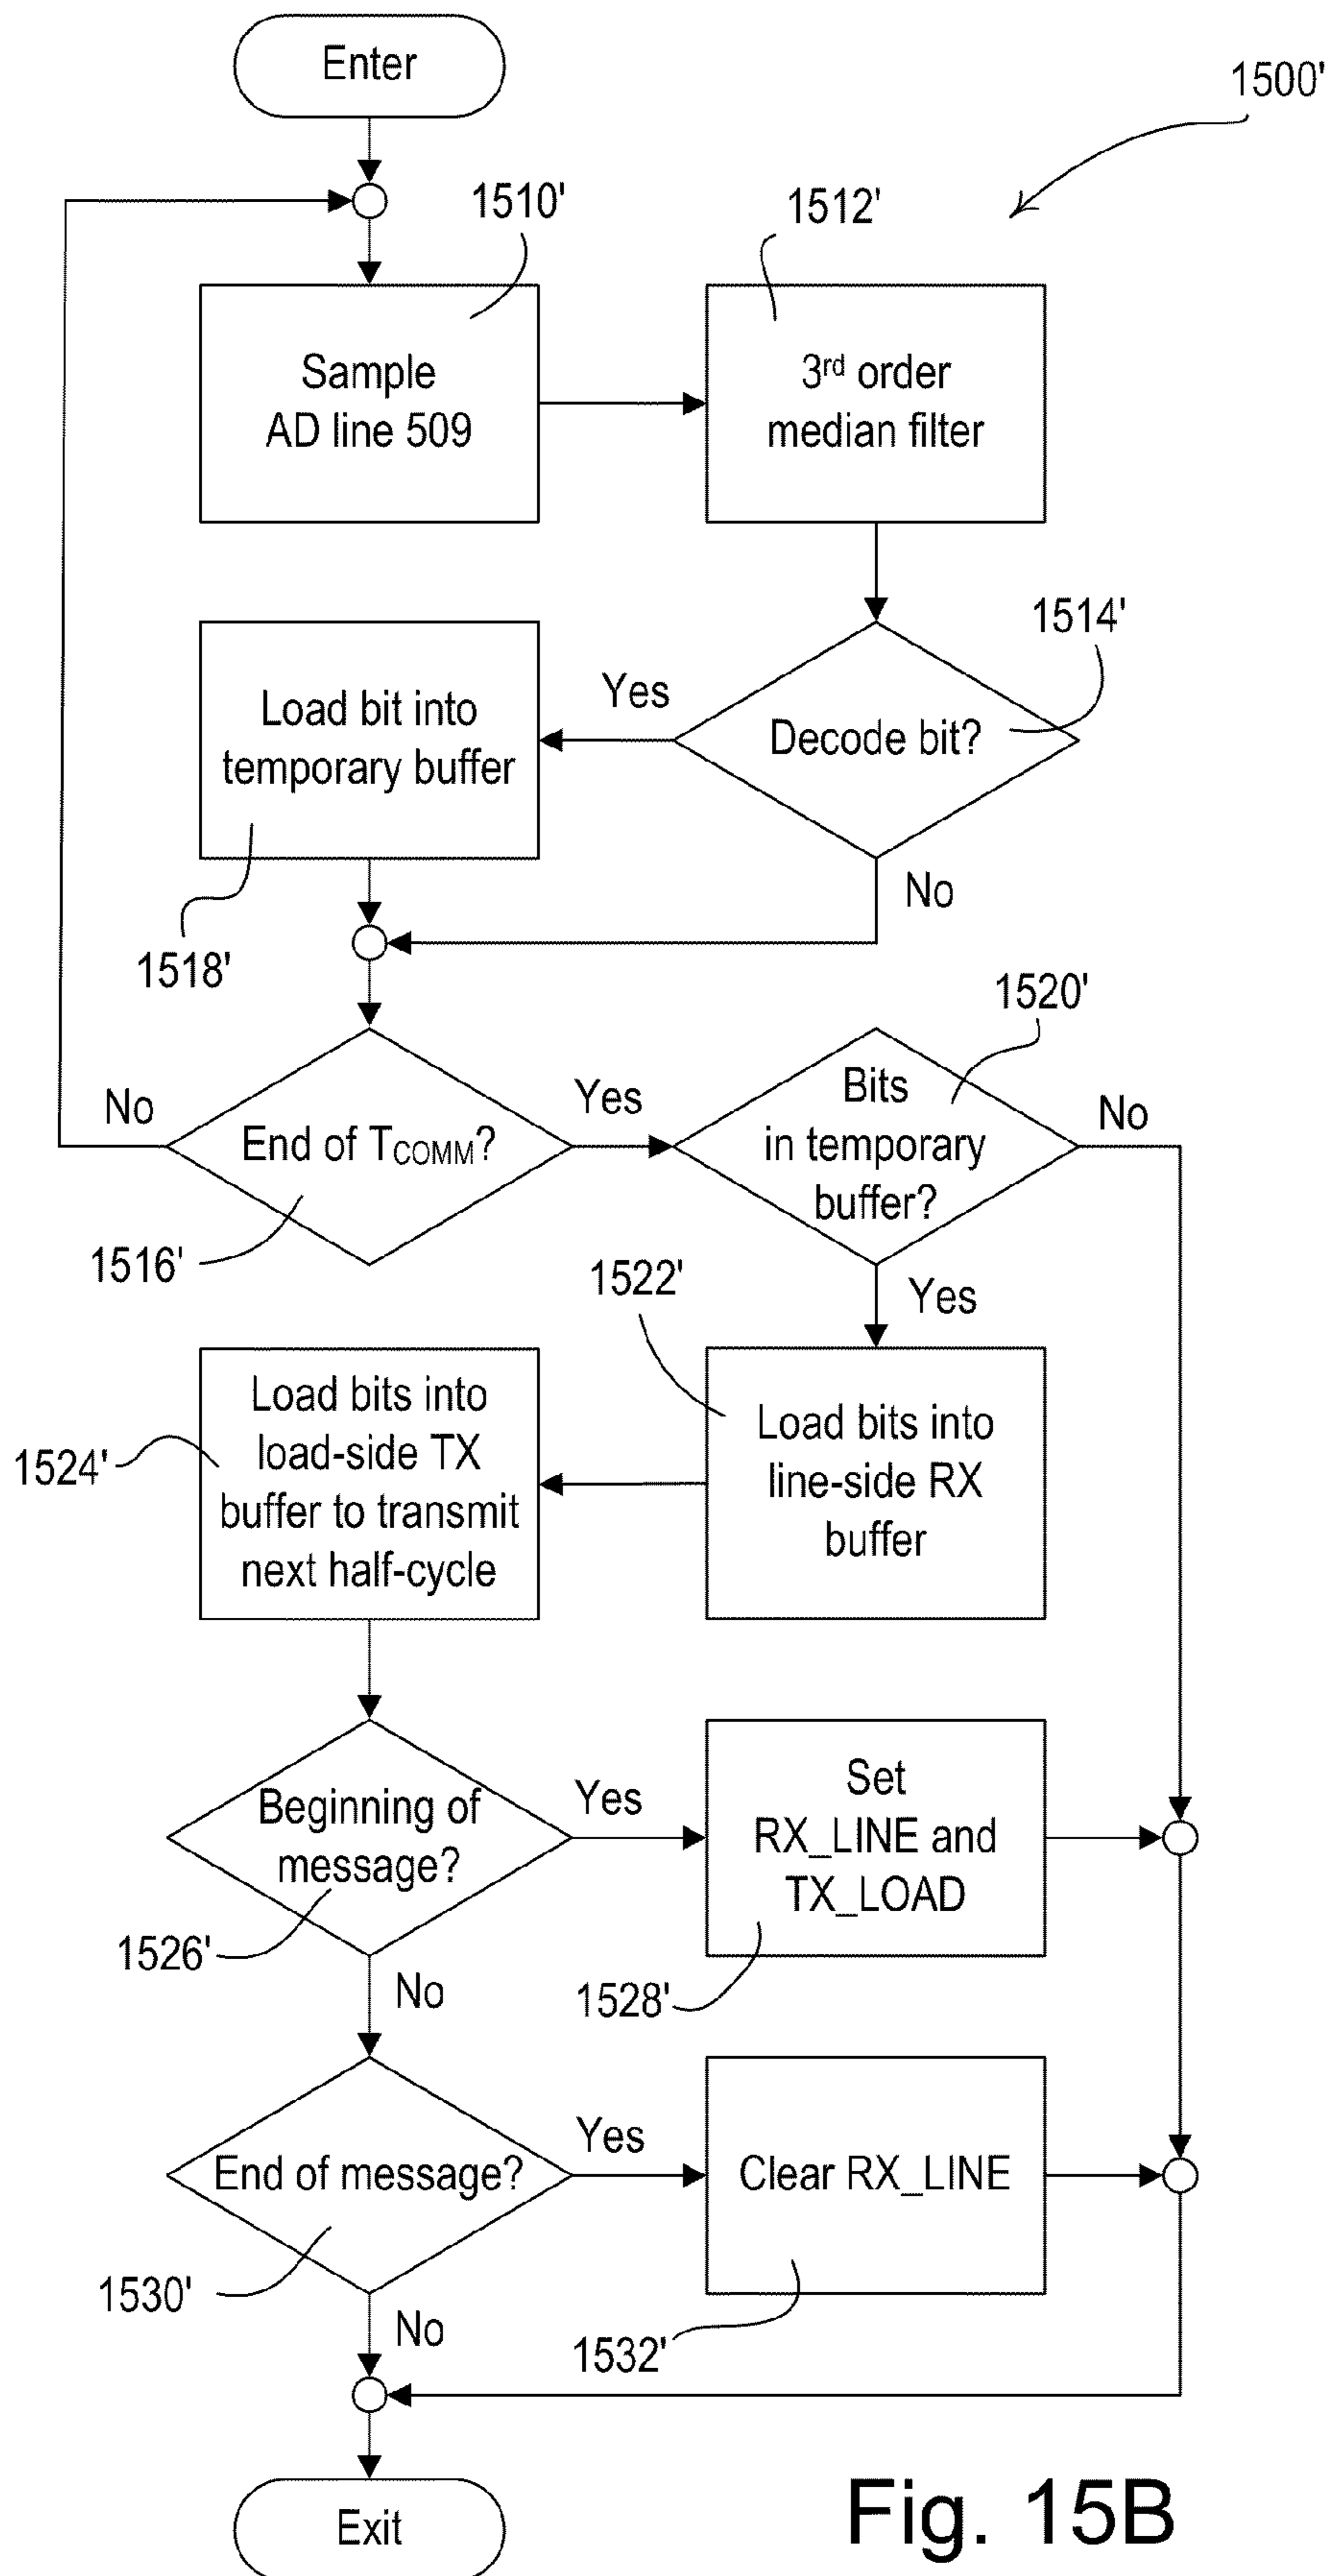 Enter
1500'
1510'
1512'
Sample
AD line 509
3rd order
median filter
1514'
Load bit into
temporary buffer
Yes
Decode bit?
No
1518'
1520'
No
End of TCOMM?
Yes
Bits
in temporary
buffer?
No
1516'
1522'
Yes
Load bits into
load-side TX
buffer to transmit
next half-cycle
1524'
Load bits into
line-side RX
buffer
Beginning of
message?
Yes
Set
RX_LINE and
TX_LOAD
1526'
No
1528'
End of message?
Yes
Clear RX_LINE
1530'
No
1532'
Exit
Fig. 15B